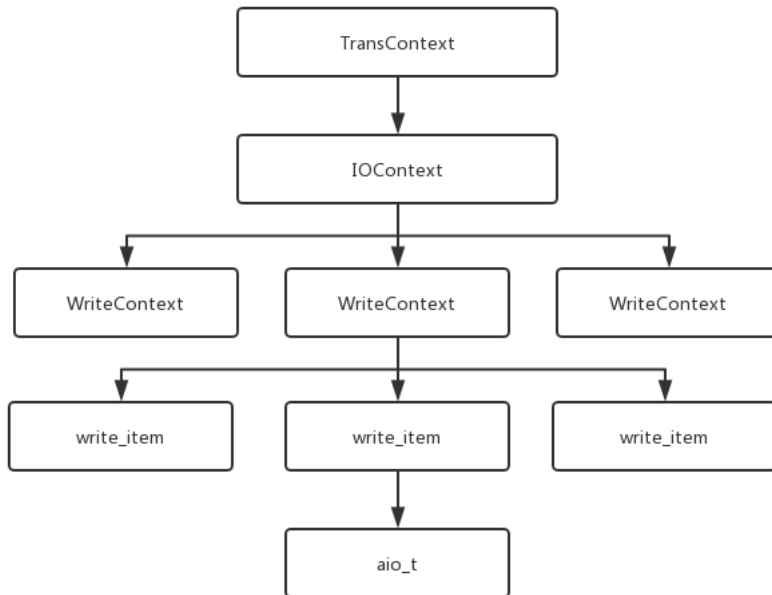 TransContext
IOContext
WriteContext
WriteContext
WriteContext
write_item
write_item
write_item
aio_t